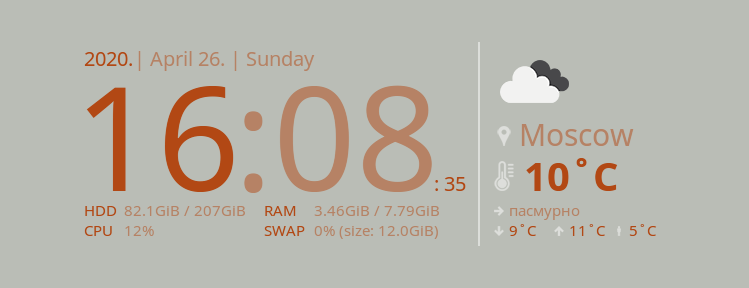 2020. | April 26. | Sunday
16:08 : 35
HDD 82.1GiB / 207GiB RAM 3.46GiB / 7.79GiB
CPU 12% SWAP 0% (size: 12.0GiB)
Moscow
10˚C
пасмурно
9˚C 11˚C 5˚C